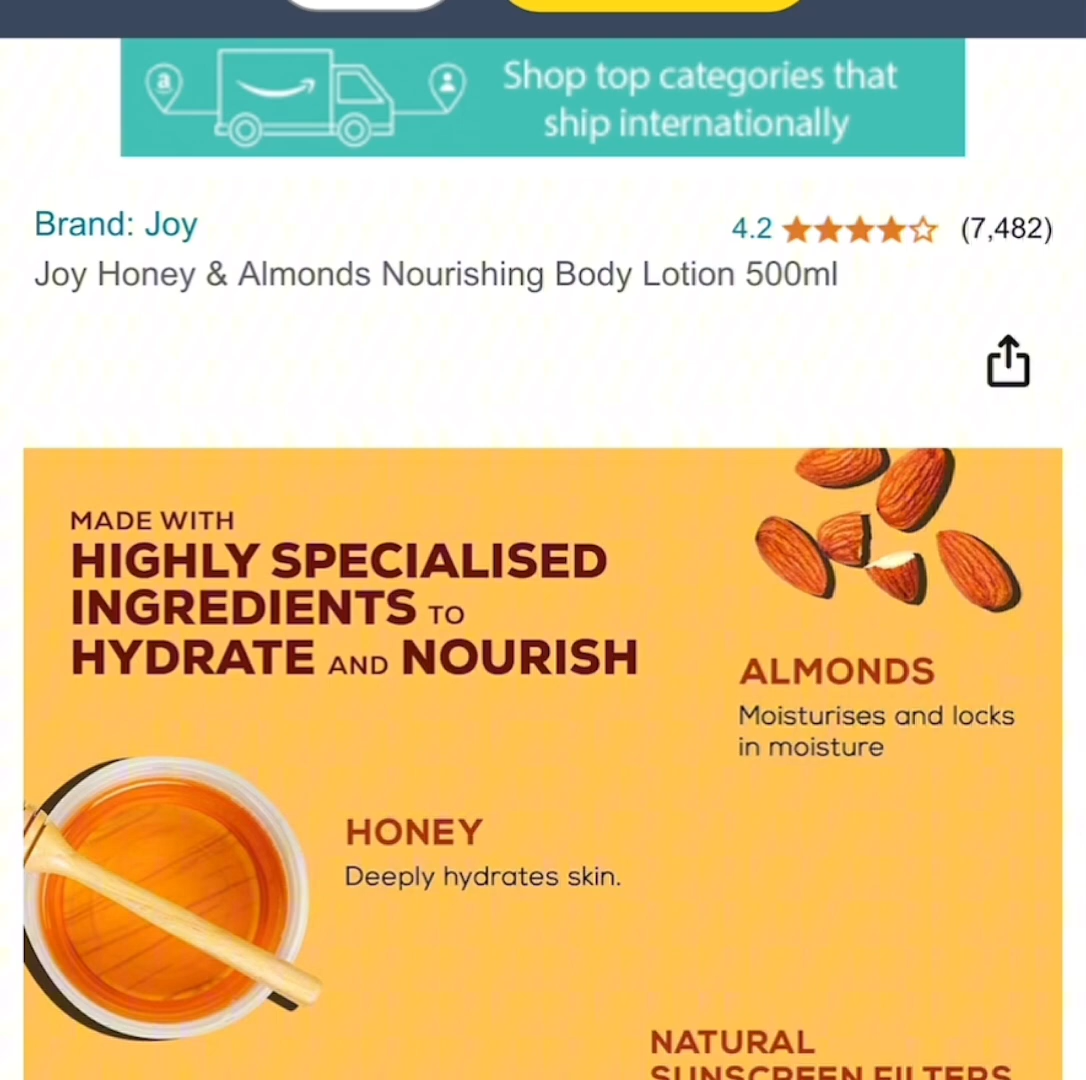 a
Shop top categories that
ship internationally
Brand: Joy
4.2 (7,482)
Joy Honey & Almonds Nourishing Body Lotion 500ml
MADE WITH
HIGHLY SPECIALISED
INGREDIENTS TO
HYDRATE AND NOURISH
ALMONDS
Moisturises and locks
in moisture
HONEY
Deeply hydrates skin.
NATURAL
SUNSCREEN FILTERS